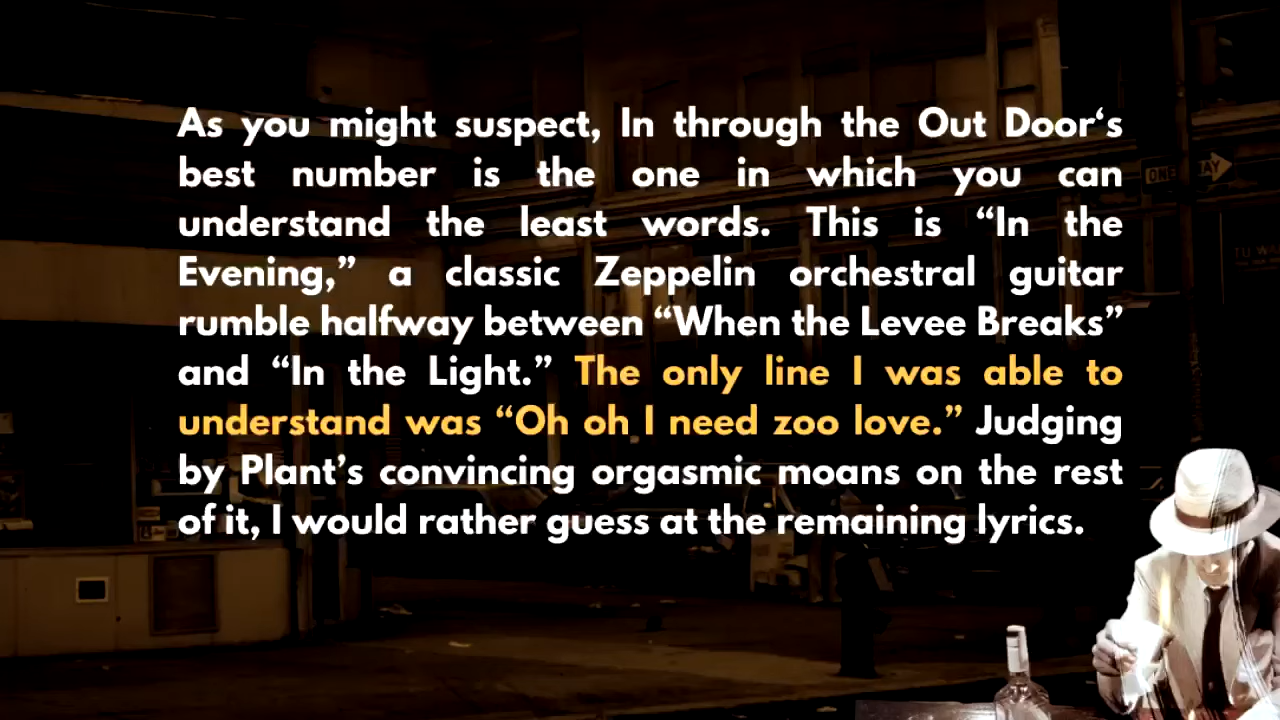 As you might suspect, In through the Out Door‘s
best number is the one in which you can
understand the least words. This is “In the
Evening,” a classic Zeppelin orchestral guitar
rumble halfway between “When the Levee Breaks”
and “In the Light.” The only line I was able to
understand was “Oh oh I need zoo love.” Judging
by Plant’s convincing orgasmic moans on the rest
of it, I would rather guess at the remaining lyrics.
ONE WAY